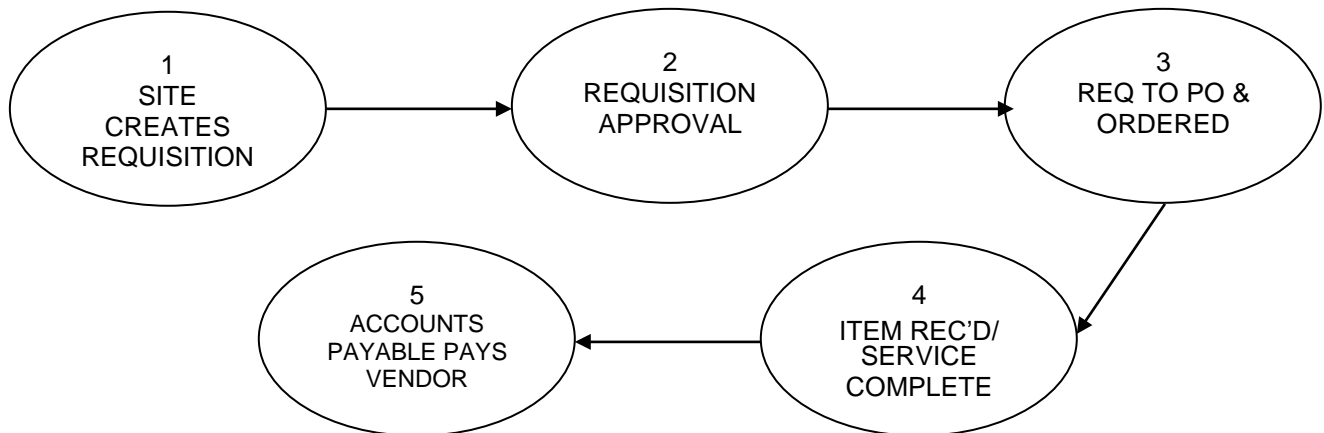 1
SITE
CREATES
REQUISITION
2
REQUISITION
APPROVAL
3
REQ TO PO &
ORDERED
4
ITEM REC’D/
SERVICE
COMPLETE
5
ACCOUNTS
PAYABLE PAYS
VENDOR